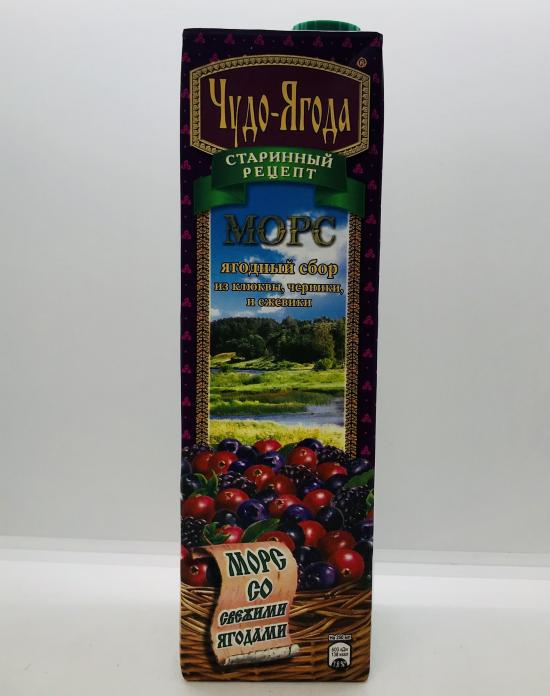 ®
Чудо-Ягода
СТАРИННЫЙ
РЕЦЕПТ
МОРС
ягодный сбор
из клюквы, черники,
и ежевики
МОРС
СО
СВЕЖИМИ
ЯГОДАМИ